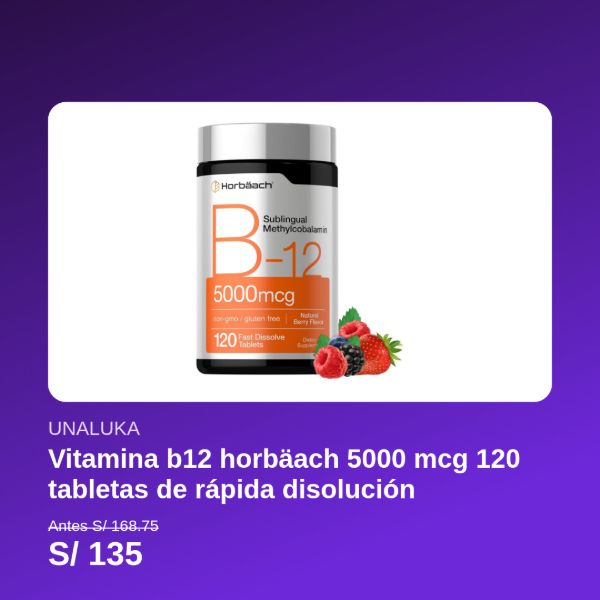 Horbäach
B-12
Sublingual
Methylcobalamin
5000mcg
non-gmo / gluten free
Natural
Berry Flavor
120 Fast Dissolve
Tablets
UNALUKA
Vitamina b12 horbäach 5000 mcg 120
tabletas de rápida disolución
Antes S/ 168.75
S/ 135